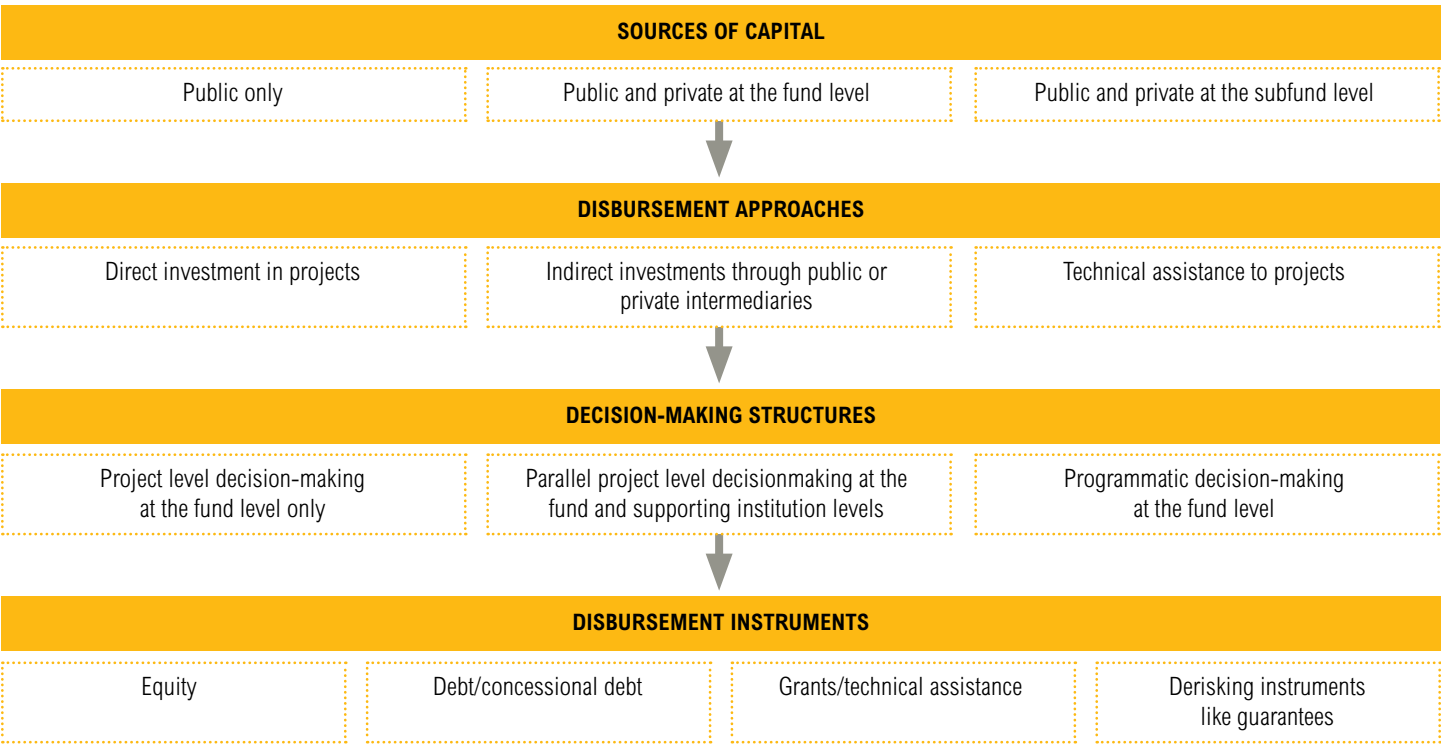 SOURCES OF CAPITAL
Public only
Public and private at the fund level
Public and private at the subfund level
DISBURSEMENT APPROACHES
Direct investment in projects
Indirect investments through public or
private intermediaries
Technical assistance to projects
DECISION-MAKING STRUCTURES
Project level decision-making
at the fund level only
Parallel project level decisionmaking at the
fund and supporting institution levels
Programmatic decision-making
at the fund level
DISBURSEMENT INSTRUMENTS
Equity
Debt/concessional debt
Grants/technical assistance
Derisking instruments
like guarantees